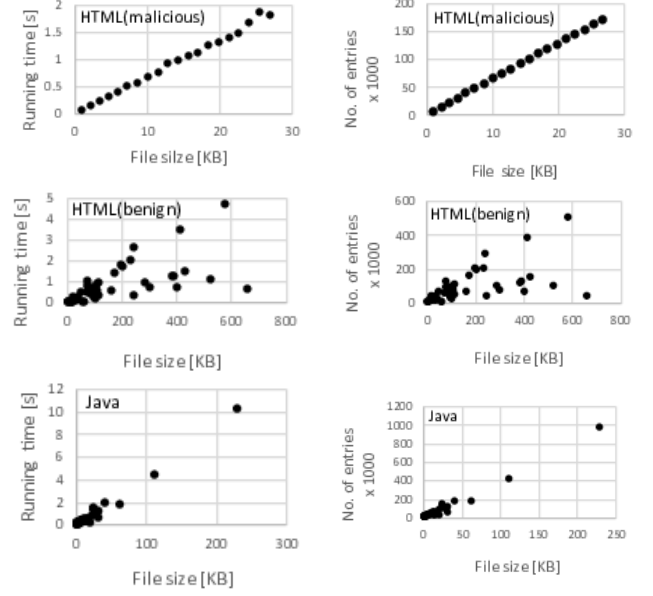 HTML(malicious)
Running time [s]
2
1.5
1
0.5
0
0 10 20 30
File silze [KB]
HTML(malicious)
No. of entries
x 1000
200
150
100
50
0
0 10 20 30
File size [KB]
HTML(benign)
Running time [s]
5
4
3
2
1
0
0 200 400 600 800
File size [KB]
HTML(benign)
No. of entries
x 1000
600
400
200
0
0 200 400 600 800
File size [KB]
Java
Running time [s]
12
10
8
6
4
2
0
0 100 200 300
File size [KB]
Java
No. of entries
x 1000
1200
1000
800
600
400
200
0
0 50 100 150 200 250
File size [KB]